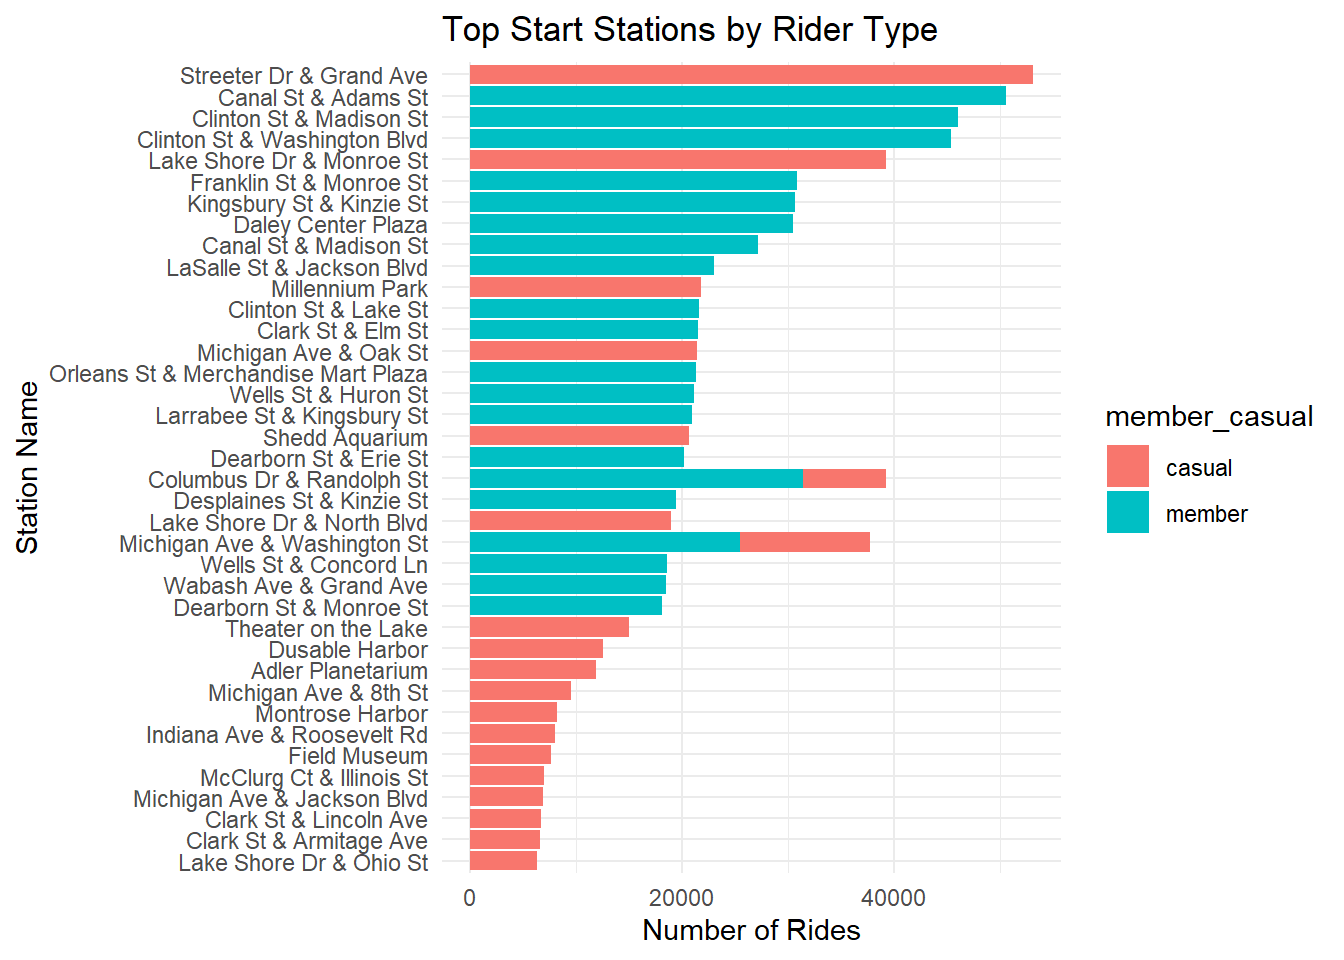 Top Start Stations by Rider Type
Station Name
Streeter Dr & Grand Ave
Canal St & Adams St
Clinton St & Madison St
Clinton St & Washington Blvd
Lake Shore Dr & Monroe St
Franklin St & Monroe St
Kingsbury St & Kinzie St
Daley Center Plaza
Canal St & Madison St
LaSalle St & Jackson Blvd
Millennium Park
Clinton St & Lake St
Clark St & Elm St
Michigan Ave & Oak St
Orleans St & Merchandise Mart Plaza
Wells St & Huron St
Larrabee St & Kingsbury St
Shedd Aquarium
Dearborn St & Erie St
Columbus Dr & Randolph St
Desplaines St & Kinzie St
Lake Shore Dr & North Blvd
Michigan Ave & Washington St
Wells St & Concord Ln
Wabash Ave & Grand Ave
Dearborn St & Monroe St
Theater on the Lake
Dusable Harbor
Adler Planetarium
Michigan Ave & 8th St
Montrose Harbor
Indiana Ave & Roosevelt Rd
Field Museum
McClurg Ct & Illinois St
Michigan Ave & Jackson Blvd
Clark St & Lincoln Ave
Clark St & Armitage Ave
Lake Shore Dr & Ohio St
0 20000 40000
Number of Rides
member_casual
casual
member